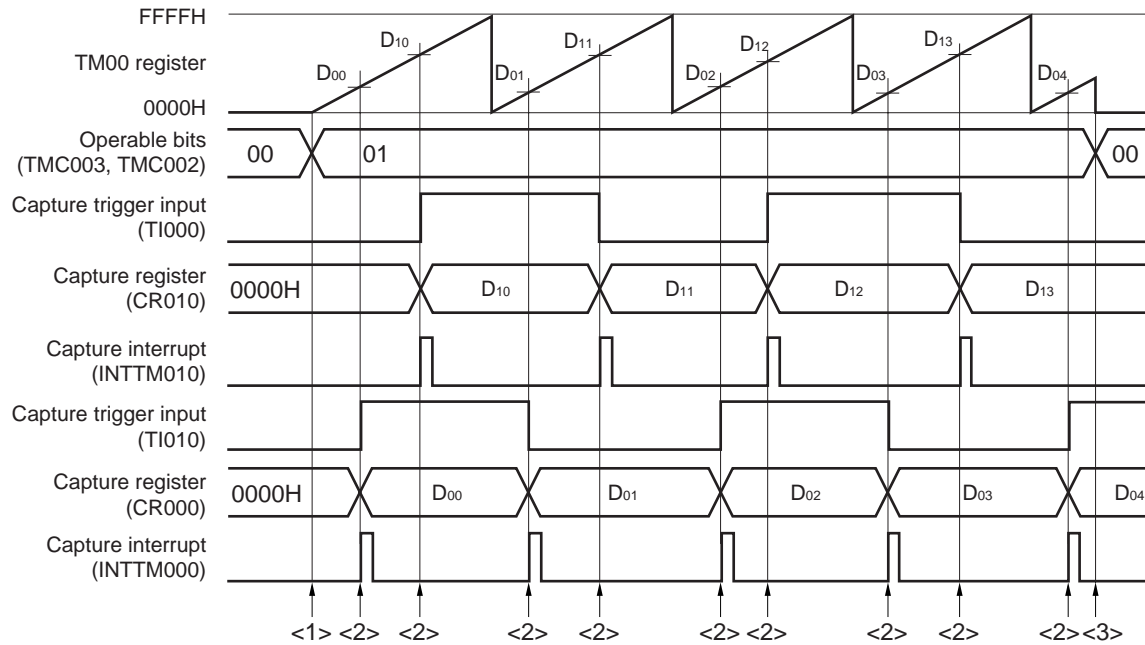 FFFFH
TM00 register
0000H
D10 D11 D12 D13
D00 D01 D02 D03 D04
Operable bits
(TMC003, TMC002)
00 01 00
Capture trigger input
(TI000)
Capture register
(CR010)
0000H D10 D11 D12 D13
Capture interrupt
(INTTM010)
Capture trigger input
(TI010)
Capture register
(CR000)
0000H D00 D01 D02 D03 D04
Capture interrupt
(INTTM000)
<1> <2> <2> <2> <2> <2> <2> <2> <2> <2> <3>